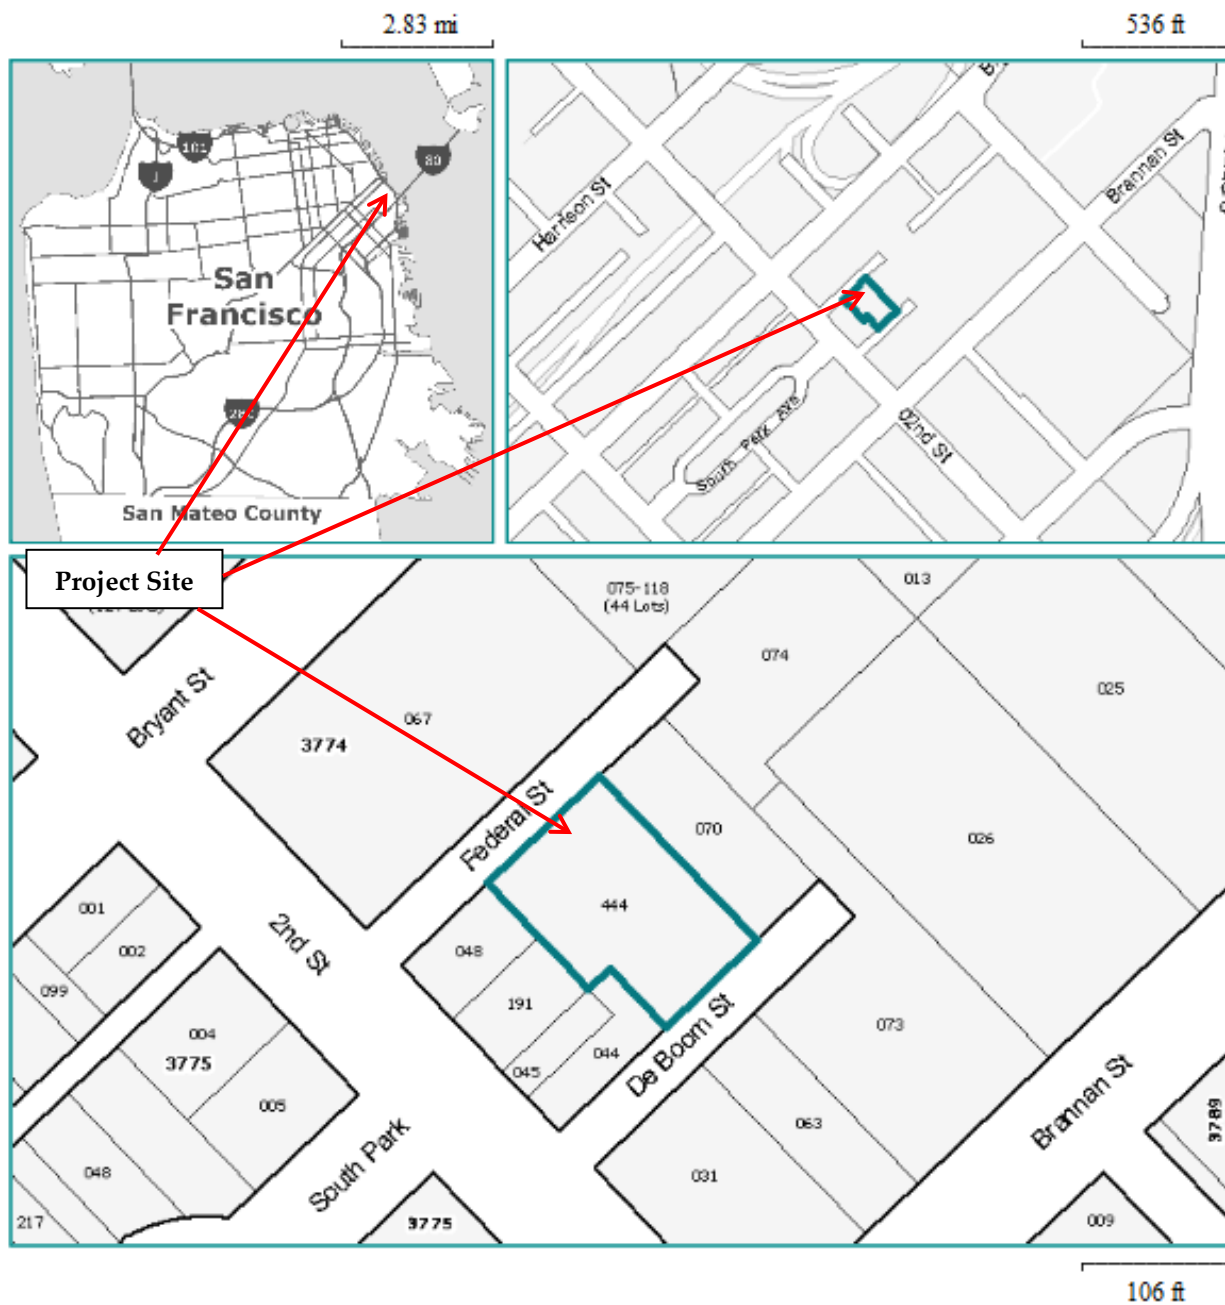 2.83 mi
536 ft
101
1
80
San
Francisco
280
San Mateo County
Harrison St
Brannan St
02nd St
South Park Ave
Project Site
Bryant St
3774
067
075-118
(44 Lots)
013
074
025
Federal St
070
026
444
001
002
099
2nd St
048
191
045
044
De Boom St
073
004
3775
005
048
217
South Park
3775
031
063
Brannan St
3789
009
106 ft